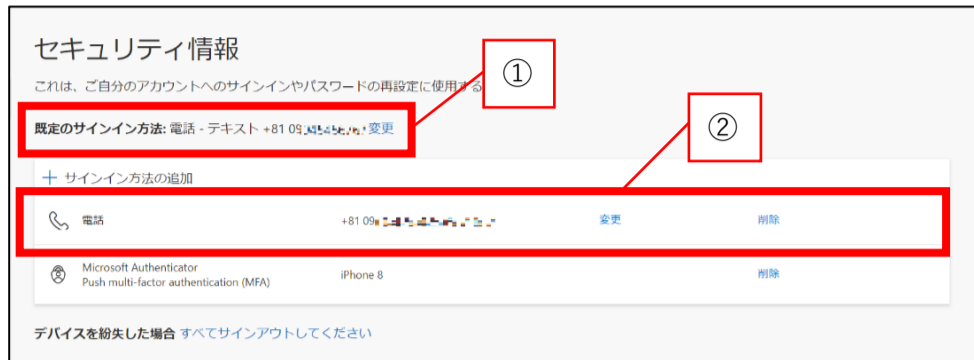 セキュリティ情報
これは、ご自分のアカウントへのサインインやパスワードの再設定に使用する
①
既定のサインイン方法: 電話 - テキスト +81 09 変更
②
+ サインイン方法の追加
電話 +81 09 変更 削除
Microsoft Authenticator
Push multi-factor authentication (MFA) iPhone 8 削除
デバイスを紛失した場合 すべてサインアウトしてください